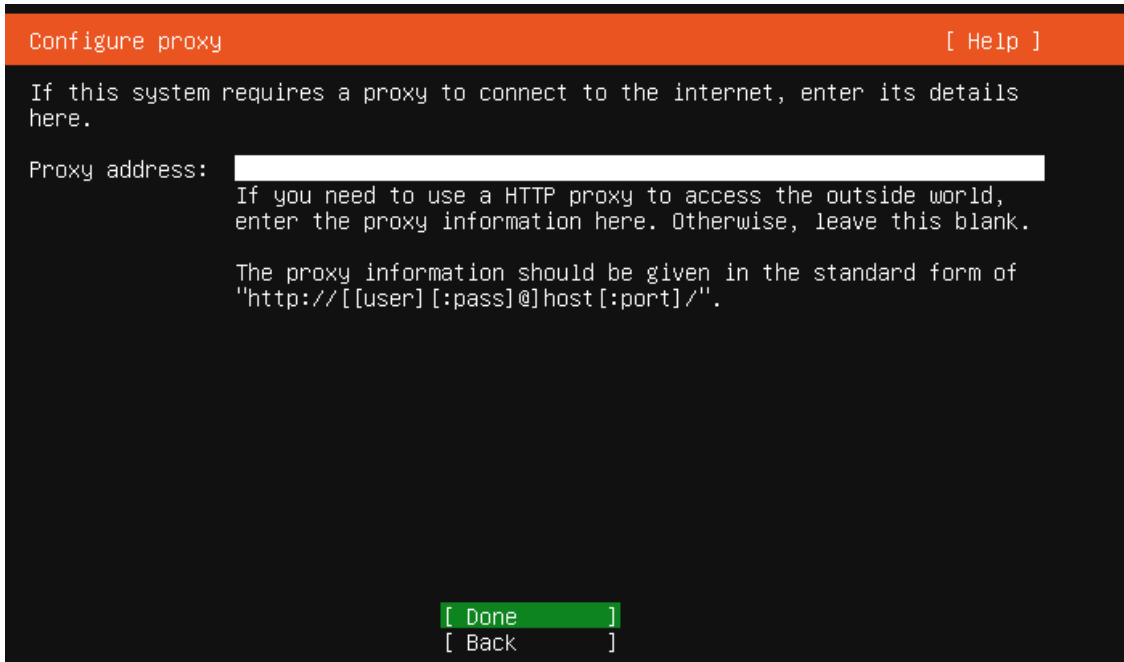 Configure proxy [ Help ]
If this system requires a proxy to connect to the internet, enter its details
here.
Proxy address:
If you need to use a HTTP proxy to access the outside world,
enter the proxy information here. Otherwise, leave this blank.
The proxy information should be given in the standard form of
"http://[[user][:pass]@]host[:port]/".
[ Done ]
[ Back ]